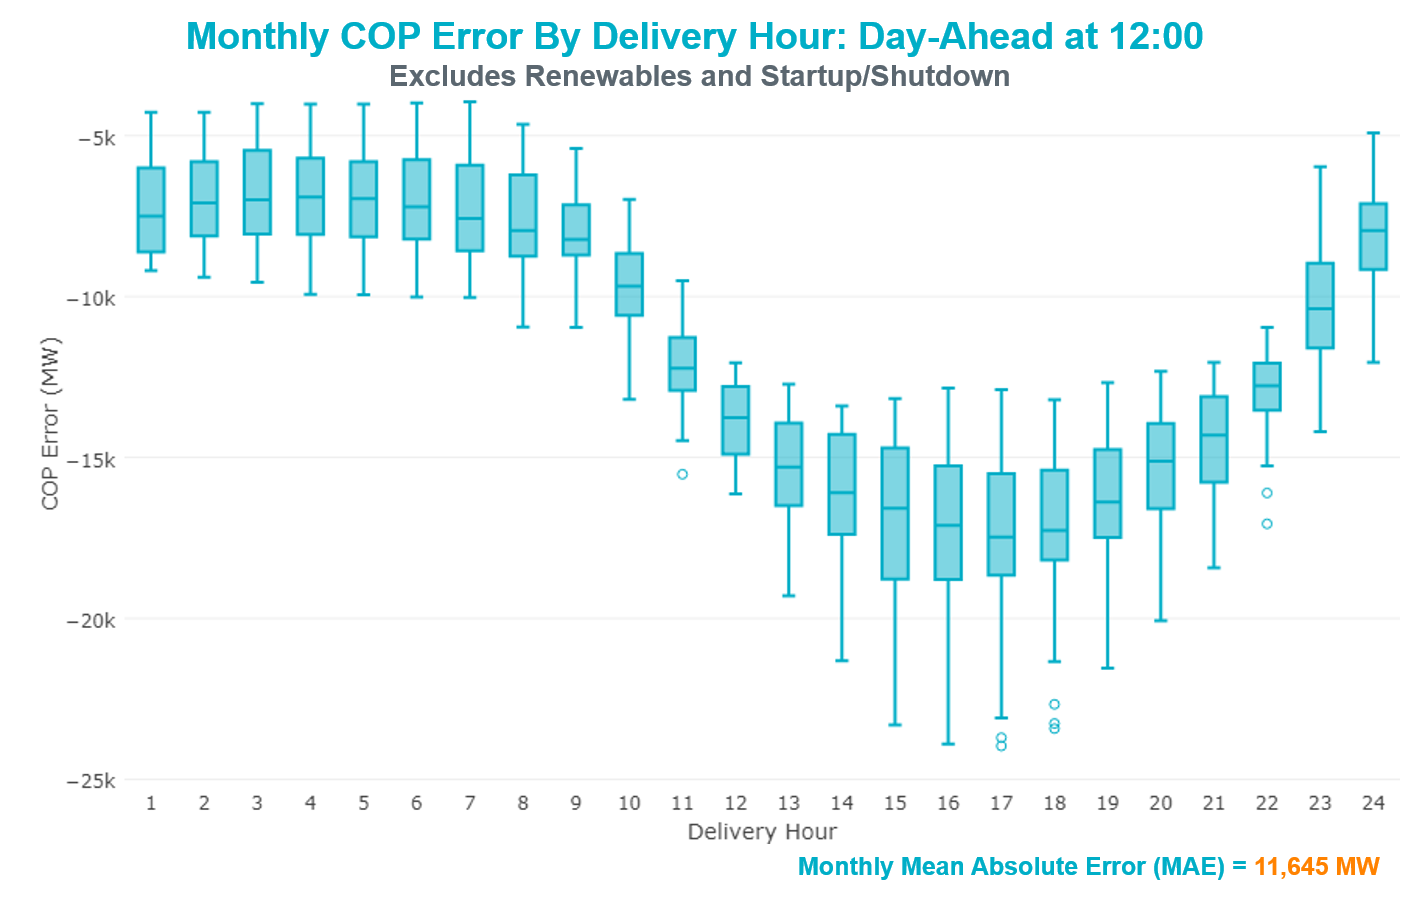 Monthly COP Error By Delivery Hour: Day-Ahead at 12:00
Excludes Renewables and Startup/Shutdown
COP Error (MW)
−5k
−10k
−15k
−20k
−25k
1 2 3 4 5 6 7 8 9 10 11 12 13 14 15 16 17 18 19 20 21 22 23 24
Delivery Hour
Monthly Mean Absolute Error (MAE) = 11,645 MW